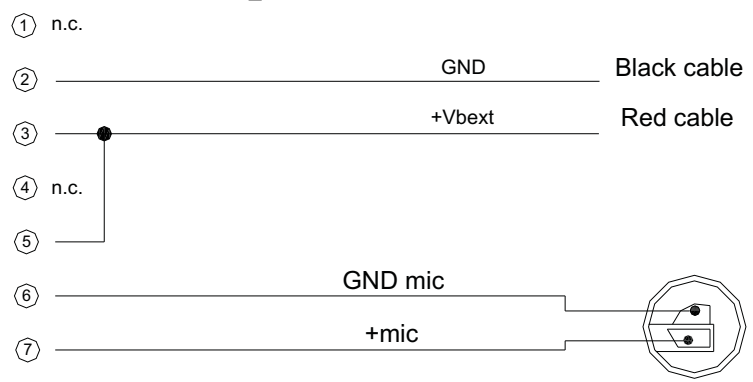 1 n.c.
2 GND Black cable
3 +Vbext Red cable
4 n.c.
5
6 GND mic
7 +mic